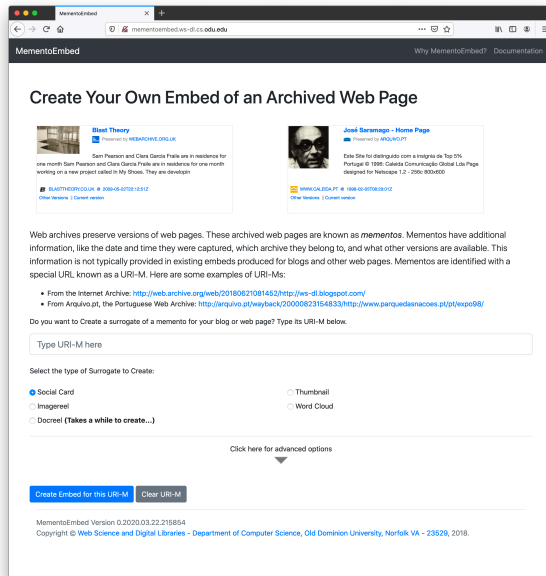 MementoEmbed
mementoembed.ws-dl.cs.odu.edu
MementoEmbed
Why MementoEmbed? Documentation
Create Your Own Embed of an Archived Web Page
Blast Theory
Presented by WEBARCHIVE.ORG.UK
Sam Pearson and Clara Garcia Fraile are in residence for
one month Sam Pearson and Clara Garcia Fraile are in residence for one month
working on a new project called In My Shoes. They are developin
BLASTTHEORY.CO.UK @ 2009-05-22T12:12:51Z
Other Versions | Current version
José Saramago - Home Page
Presented by ARQUIVO.PT
Este Site foi distinguido com a insígnia de Top 5%
Portugal © 1996: Caleida Comunicação Global Lda Page
designed for Netscape 1.2 - 256c 800x600
WWW.CALEIDA.PT @
Other Versions | Current version
Web archives preserve versions of web pages. These archived web pages are known as mementos. Mementos have additional
information, like the date and time they were captured, which archive they belong to, and what other versions are available. This
information is not typically provided in existing embeds produced for blogs and other web pages. Mementos are identified with a
special URL known as a URI-M. Here are some examples of URI-Ms:
• From the Internet Archive: http://web.archive.org/web/20180621081452/http://ws-dl.blogspot.com/
• From Arquivo.pt, the Portuguese Web Archive: http://arquivo.pt/wayback/20000823154833/http://www.parquedasnacoes.pt/pt/expo98/
Do you want to Create a surrogate of a memento for your blog or web page? Type its URI-M below.
Type URI-M here
Select the type of Surrogate to Create:
Social Card
Thumbnail
Imagereel
Word Cloud
Docreel (Takes a while to create...)
Click here for advanced options
Create Embed for this URI-M
Clear URI-M
MementoEmbed Version 0.2020.03.22.215854
Copyright © Web Science and Digital Libraries - Department of Computer Science, Old Dominion University, Norfolk VA - 23529, 2018.